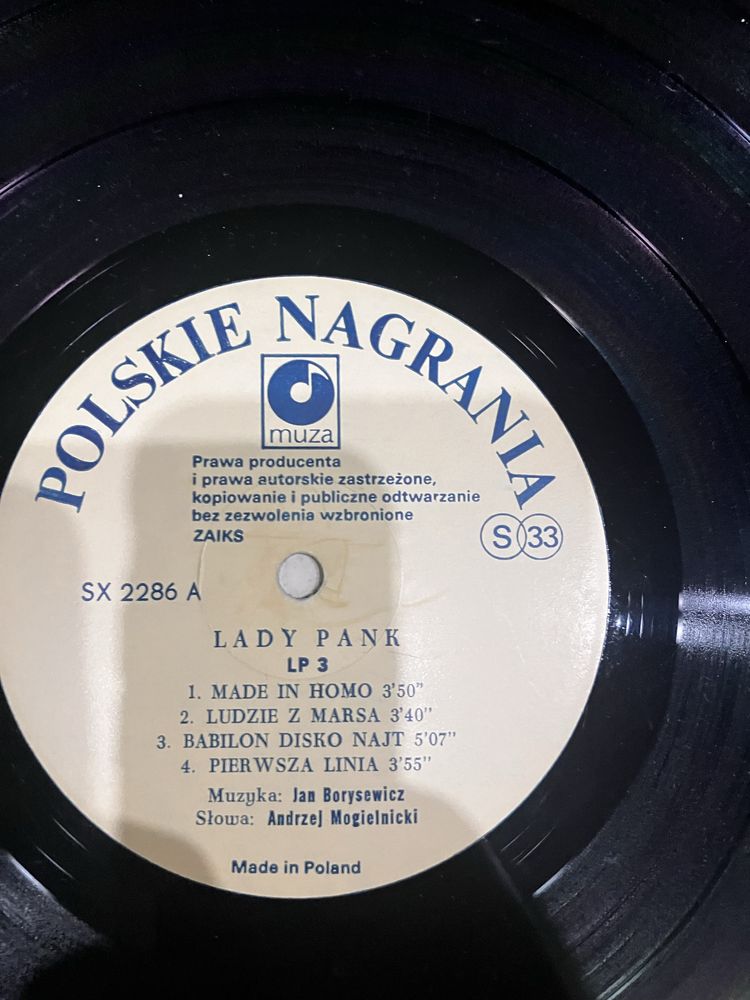 POLSKIE NAGRANIA
muza
Prawa producenta
i prawa autorskie zastrzeżone,
kopiowanie i publiczne odtwarzanie
bez zezwolenia wzbronione
ZAIKS
S 33
SX 2286 A
LADY PANK
LP 3
1. MADE IN HOMO 3'50"
2. LUDZIE Z MARSA 3'40"
3. BABILON DISKO NAJT 5'07"
4. PIERWSZA LINIA 3'55"
Muzyka: Jan Borysewicz
Słowa: Andrzej Mogielnicki
Made in Poland